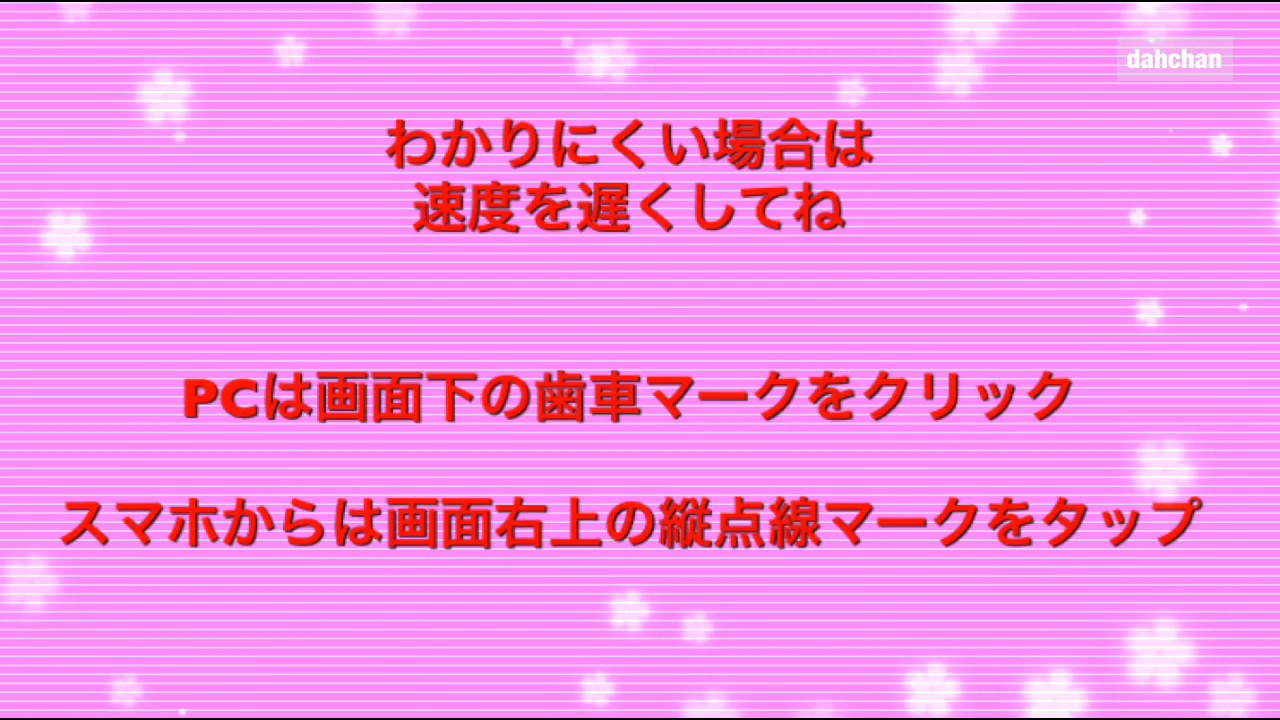 dahchan
わかりにくい場合は
速度を遅くしてね
PCは画面下の歯車マークをクリック
スマホからは画面右上の縦点線マークをタップ